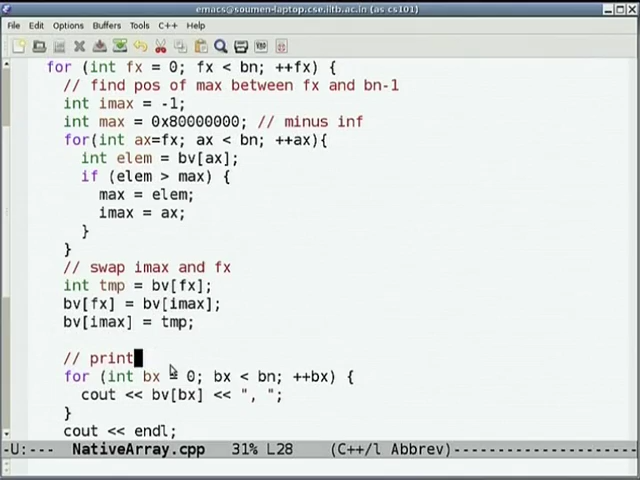 emacs@soumen-laptop.cse.iitb.ac.in (as cs101)
File Edit Options Buffers Tools C++ Help
for (int fx = 0; fx < bn; ++fx) {
// find pos of max between fx and bn-1
int imax = -1;
int max = 0x80000000; // minus inf
for(int ax=fx; ax < bn; ++ax){
int elem = bv[ax];
if (elem > max) {
max = elem;
imax = ax;
}
}
// swap imax and fx
int tmp = bv[fx];
bv[fx] = bv[imax];
bv[imax] = tmp;
// print
for (int bx = 0; bx < bn; ++bx) {
cout << bv[bx] << ", ";
}
cout << endl;
-U:--- NativeArray.cpp 31% L28 (C++/l Abbrev)